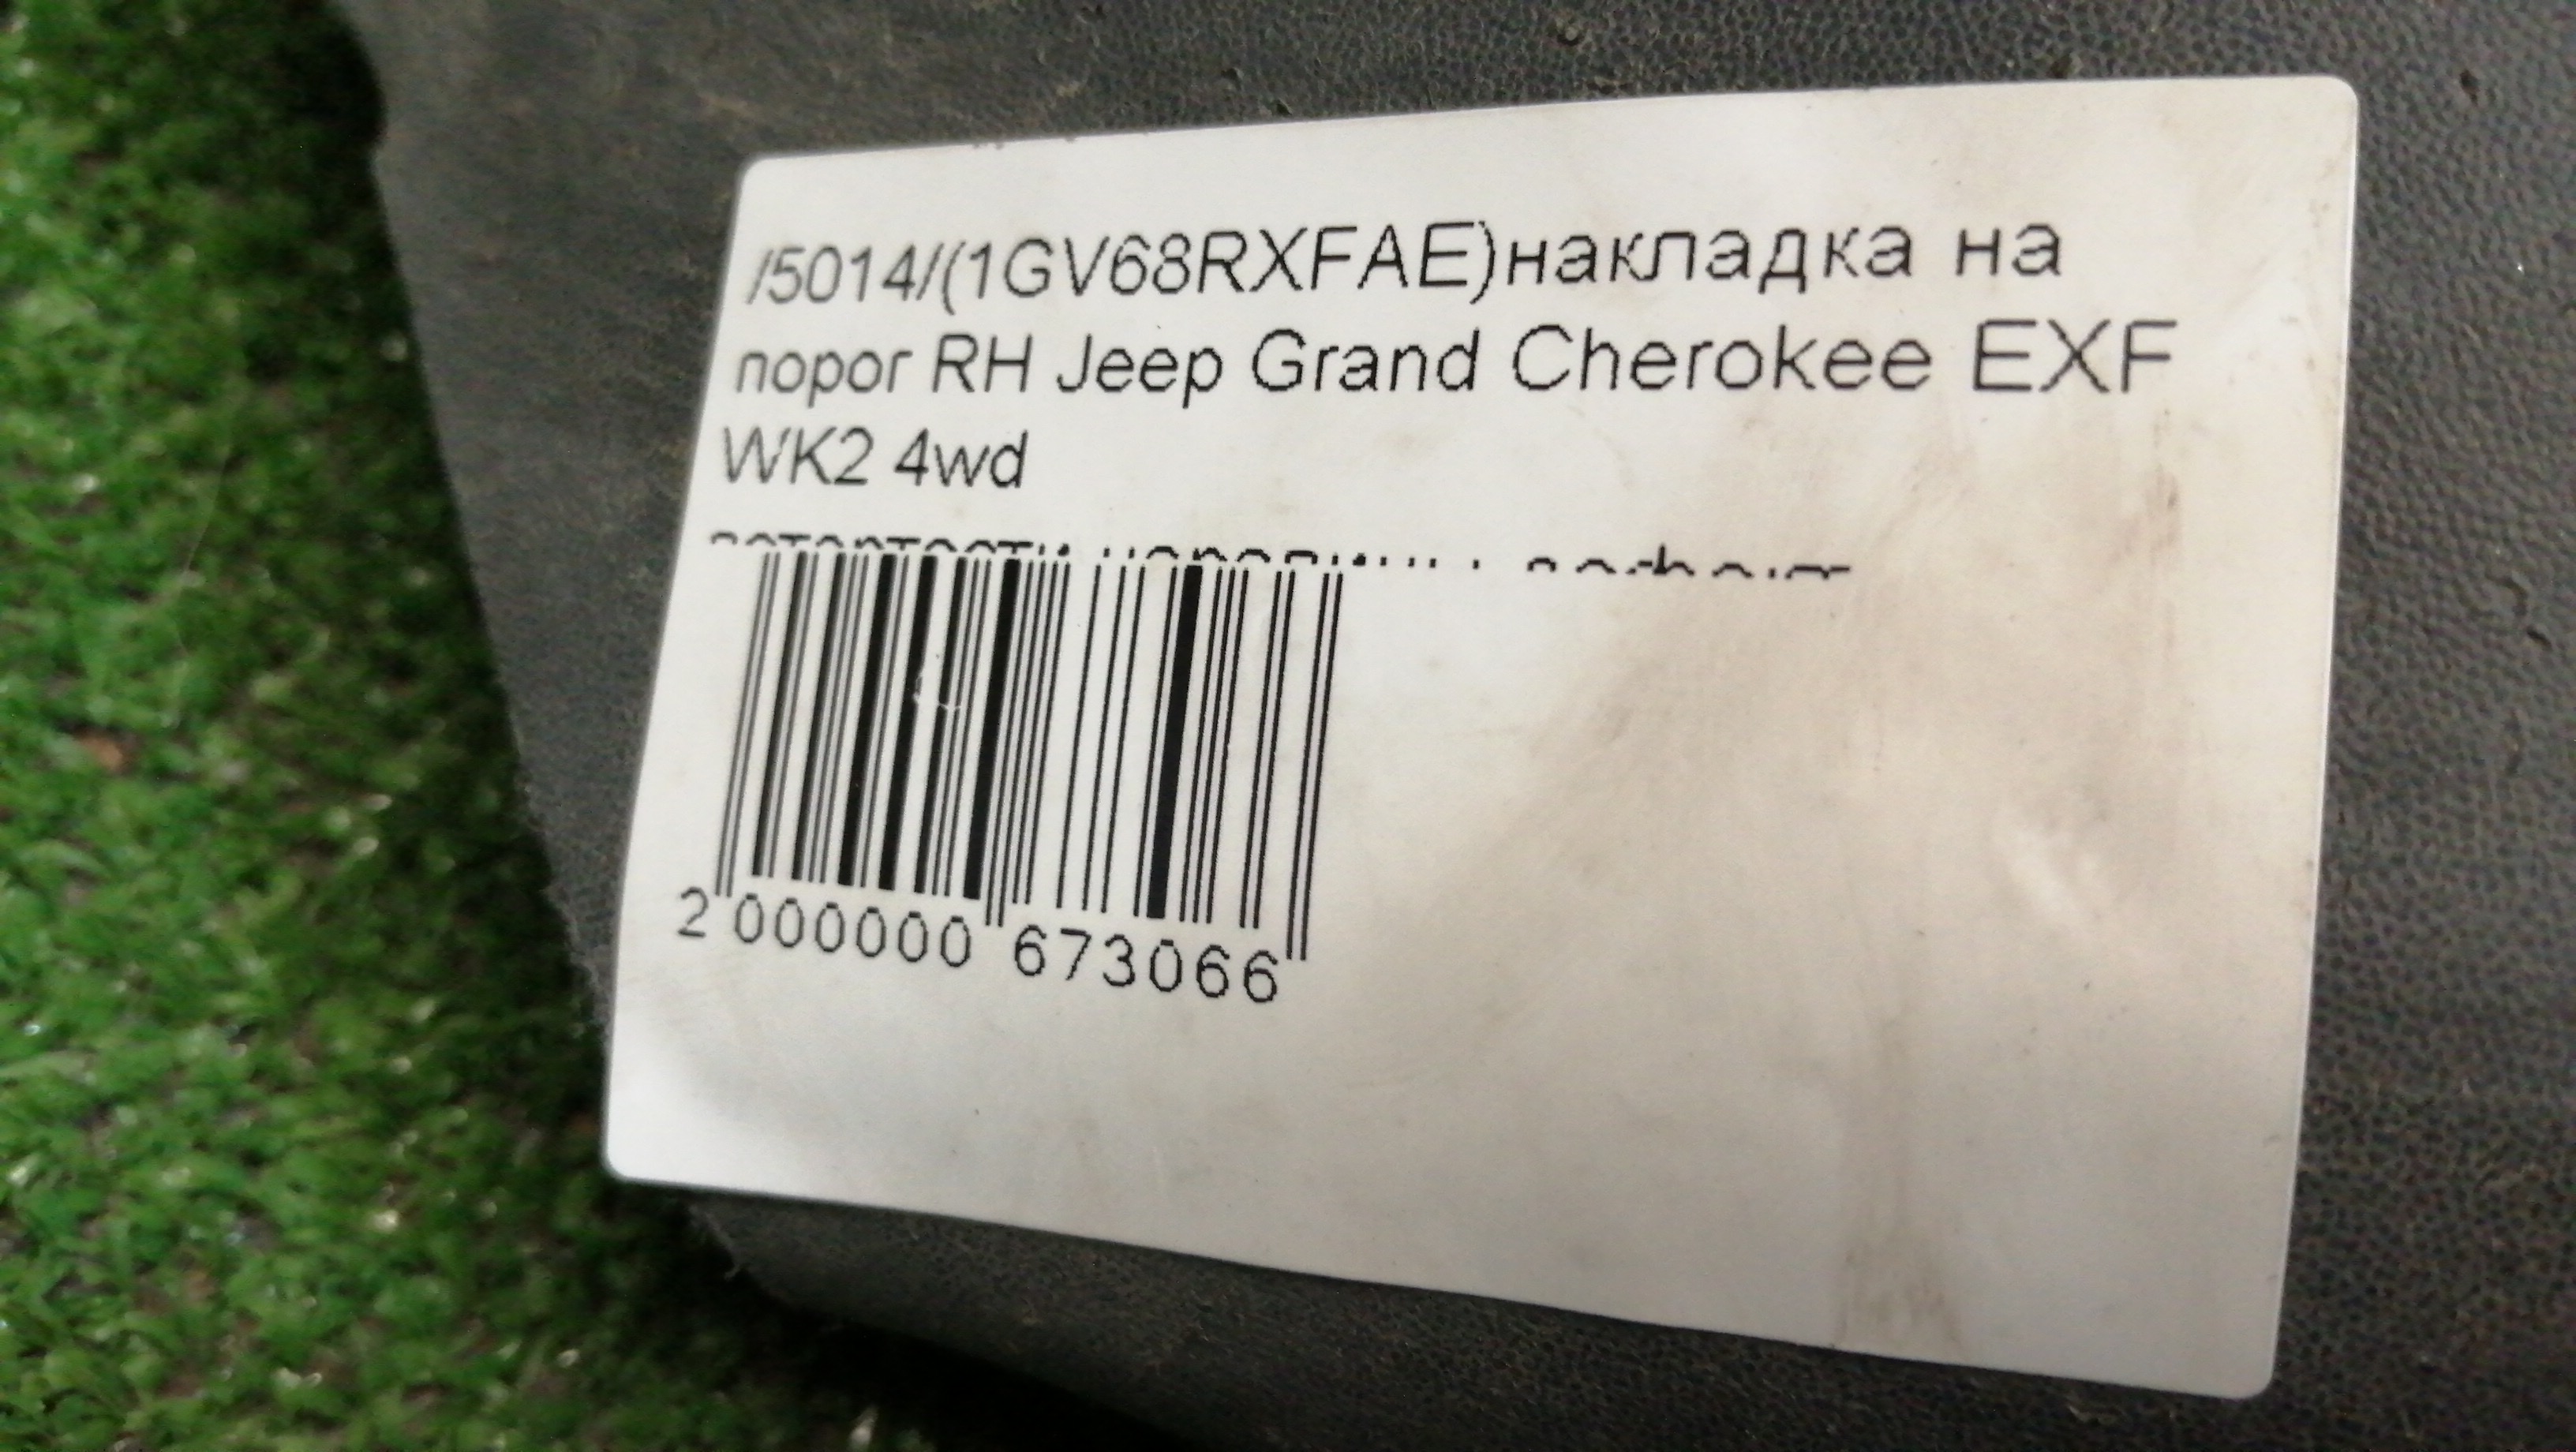 /5014/(1GV68RXFAE)накладка на
порог RH Jeep Grand Cherokee EXF
WK2 4wd
2 000000 673066